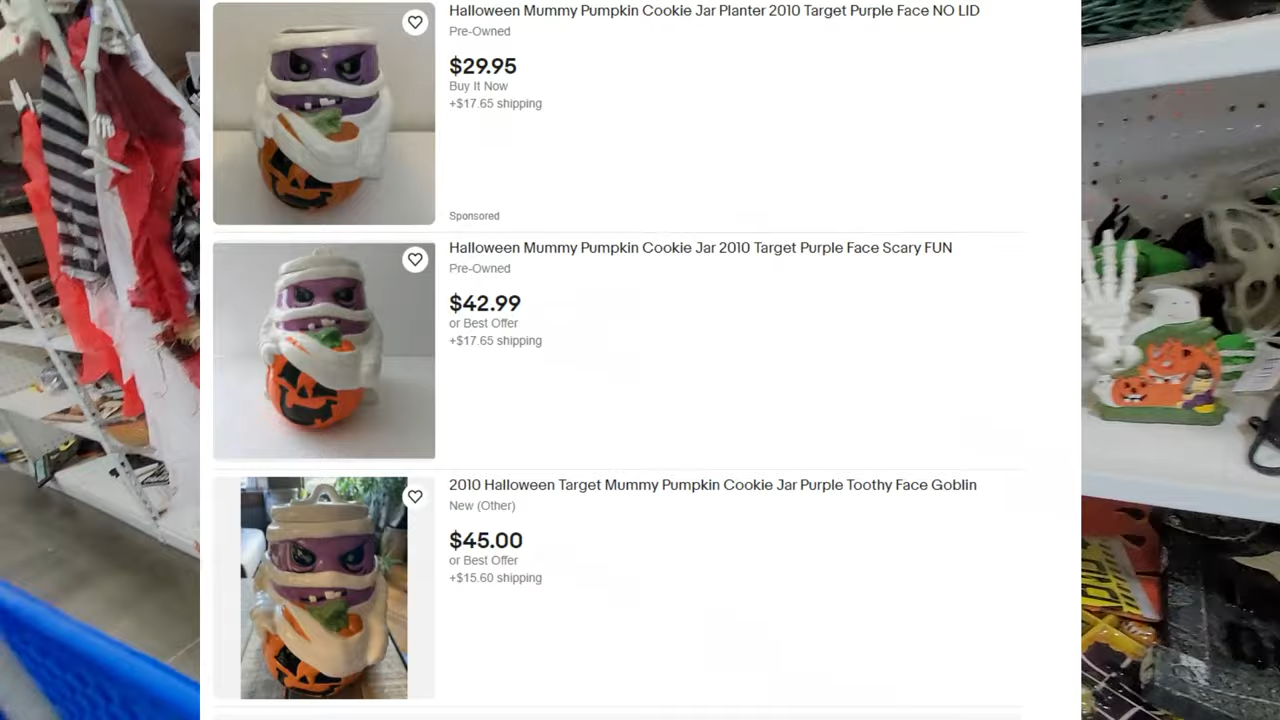 Halloween Mummy Pumpkin Cookie Jar Planter 2010 Target Purple Face NO LID
Pre-Owned
$29.95
Buy It Now
+$17.65 shipping
Sponsored
Halloween Mummy Pumpkin Cookie Jar 2010 Target Purple Face Scary FUN
Pre-Owned
$42.99
or Best Offer
+$17.65 shipping
2010 Halloween Target Mummy Pumpkin Cookie Jar Purple Toothy Face Goblin
New (Other)
$45.00
or Best Offer
+$15.60 shipping